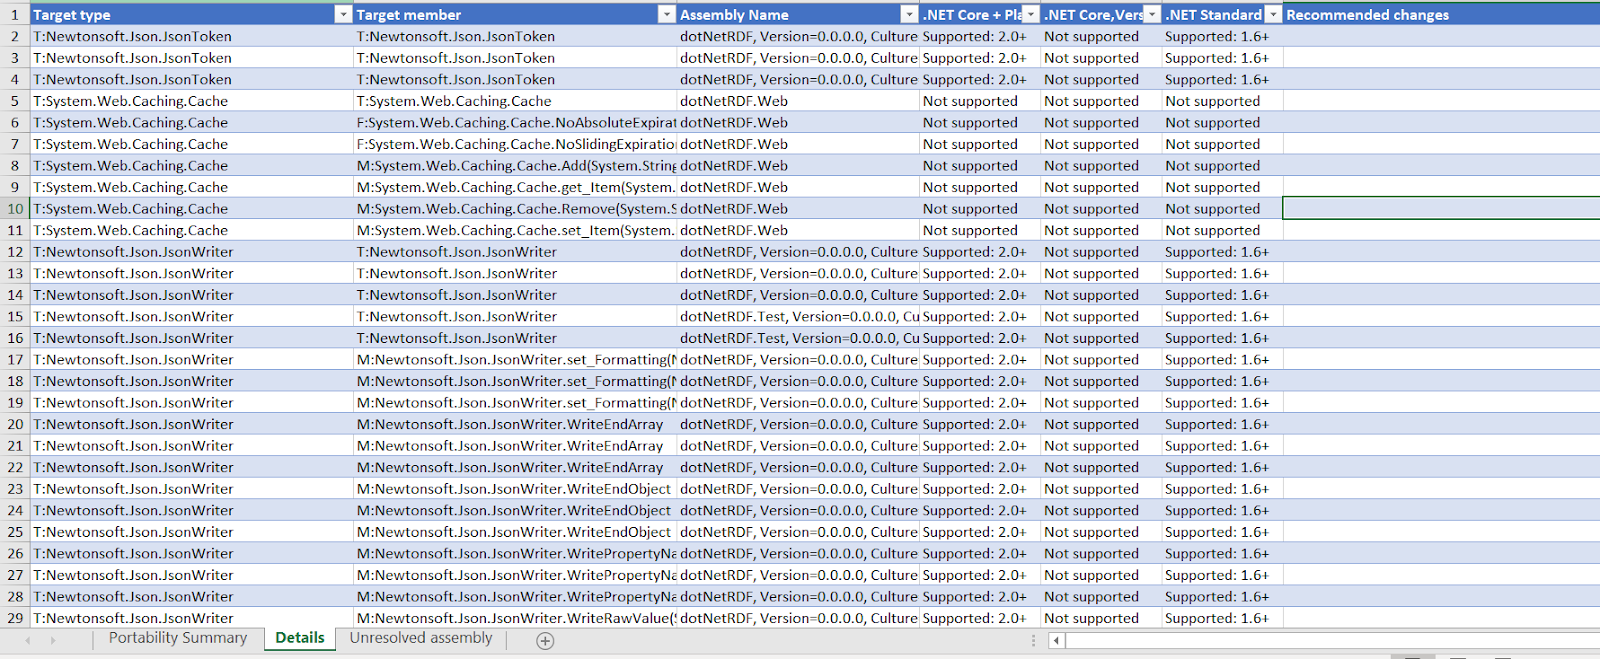 1 Target type Target member Assembly Name .NET Core + Pla .NET Core,Vers .NET Standard Recommended changes
2 T:Newtonsoft.Json.JsonToken T:Newtonsoft.Json.JsonToken dotNetRDF, Version=0.0.0.0, Culture Supported: 2.0+ Not supported Supported: 1.6+
3 T:Newtonsoft.Json.JsonToken T:Newtonsoft.Json.JsonToken dotNetRDF, Version=0.0.0.0, Culture Supported: 2.0+ Not supported Supported: 1.6+
4 T:Newtonsoft.Json.JsonToken T:Newtonsoft.Json.JsonToken dotNetRDF, Version=0.0.0.0, Culture Supported: 2.0+ Not supported Supported: 1.6+
5 T:System.Web.Caching.Cache T:System.Web.Caching.Cache dotNetRDF.Web Not supported Not supported Not supported
6 T:System.Web.Caching.Cache F:System.Web.Caching.Cache.NoAbsoluteExpirat dotNetRDF.Web Not supported Not supported Not supported
7 T:System.Web.Caching.Cache F:System.Web.Caching.Cache.NoSlidingExpiration dotNetRDF.Web Not supported Not supported Not supported
8 T:System.Web.Caching.Cache M:System.Web.Caching.Cache.Add(System.String dotNetRDF.Web Not supported Not supported Not supported
9 T:System.Web.Caching.Cache M:System.Web.Caching.Cache.get_Item(System. dotNetRDF.Web Not supported Not supported Not supported
10 T:System.Web.Caching.Cache M:System.Web.Caching.Cache.Remove(System.S dotNetRDF.Web Not supported Not supported Not supported
11 T:System.Web.Caching.Cache M:System.Web.Caching.Cache.set_Item(System. dotNetRDF.Web Not supported Not supported Not supported
12 T:Newtonsoft.Json.JsonWriter T:Newtonsoft.Json.JsonWriter dotNetRDF, Version=0.0.0.0, Culture Supported: 2.0+ Not supported Supported: 1.6+
13 T:Newtonsoft.Json.JsonWriter T:Newtonsoft.Json.JsonWriter dotNetRDF, Version=0.0.0.0, Culture Supported: 2.0+ Not supported Supported: 1.6+
14 T:Newtonsoft.Json.JsonWriter T:Newtonsoft.Json.JsonWriter dotNetRDF, Version=0.0.0.0, Culture Supported: 2.0+ Not supported Supported: 1.6+
15 T:Newtonsoft.Json.JsonWriter T:Newtonsoft.Json.JsonWriter dotNetRDF.Test, Version=0.0.0.0, Cu Supported: 2.0+ Not supported Supported: 1.6+
16 T:Newtonsoft.Json.JsonWriter T:Newtonsoft.Json.JsonWriter dotNetRDF.Test, Version=0.0.0.0, Cu Supported: 2.0+ Not supported Supported: 1.6+
17 T:Newtonsoft.Json.JsonWriter M:Newtonsoft.Json.JsonWriter.set_Formatting(N dotNetRDF, Version=0.0.0.0, Culture Supported: 2.0+ Not supported Supported: 1.6+
18 T:Newtonsoft.Json.JsonWriter M:Newtonsoft.Json.JsonWriter.set_Formatting(N dotNetRDF, Version=0.0.0.0, Culture Supported: 2.0+ Not supported Supported: 1.6+
19 T:Newtonsoft.Json.JsonWriter M:Newtonsoft.Json.JsonWriter.set_Formatting(N dotNetRDF, Version=0.0.0.0, Culture Supported: 2.0+ Not supported Supported: 1.6+
20 T:Newtonsoft.Json.JsonWriter M:Newtonsoft.Json.JsonWriter.WriteEndArray dotNetRDF, Version=0.0.0.0, Culture Supported: 2.0+ Not supported Supported: 1.6+
21 T:Newtonsoft.Json.JsonWriter M:Newtonsoft.Json.JsonWriter.WriteEndArray dotNetRDF, Version=0.0.0.0, Culture Supported: 2.0+ Not supported Supported: 1.6+
22 T:Newtonsoft.Json.JsonWriter M:Newtonsoft.Json.JsonWriter.WriteEndArray dotNetRDF, Version=0.0.0.0, Culture Supported: 2.0+ Not supported Supported: 1.6+
23 T:Newtonsoft.Json.JsonWriter M:Newtonsoft.Json.JsonWriter.WriteEndObject dotNetRDF, Version=0.0.0.0, Culture Supported: 2.0+ Not supported Supported: 1.6+
24 T:Newtonsoft.Json.JsonWriter M:Newtonsoft.Json.JsonWriter.WriteEndObject dotNetRDF, Version=0.0.0.0, Culture Supported: 2.0+ Not supported Supported: 1.6+
25 T:Newtonsoft.Json.JsonWriter M:Newtonsoft.Json.JsonWriter.WriteEndObject dotNetRDF, Version=0.0.0.0, Culture Supported: 2.0+ Not supported Supported: 1.6+
26 T:Newtonsoft.Json.JsonWriter M:Newtonsoft.Json.JsonWriter.WritePropertyNa dotNetRDF, Version=0.0.0.0, Culture Supported: 2.0+ Not supported Supported: 1.6+
27 T:Newtonsoft.Json.JsonWriter M:Newtonsoft.Json.JsonWriter.WritePropertyNa dotNetRDF, Version=0.0.0.0, Culture Supported: 2.0+ Not supported Supported: 1.6+
28 T:Newtonsoft.Json.JsonWriter M:Newtonsoft.Json.JsonWriter.WritePropertyNa dotNetRDF, Version=0.0.0.0, Culture Supported: 2.0+ Not supported Supported: 1.6+
29 T:Newtonsoft.Json.JsonWriter M:Newtonsoft.Json.JsonWriter.WriteRawValue(S dotNetRDF, Version=0.0.0.0, Culture Supported: 2.0+ Not supported Supported: 1.6+
Portability Summary Details Unresolved assembly